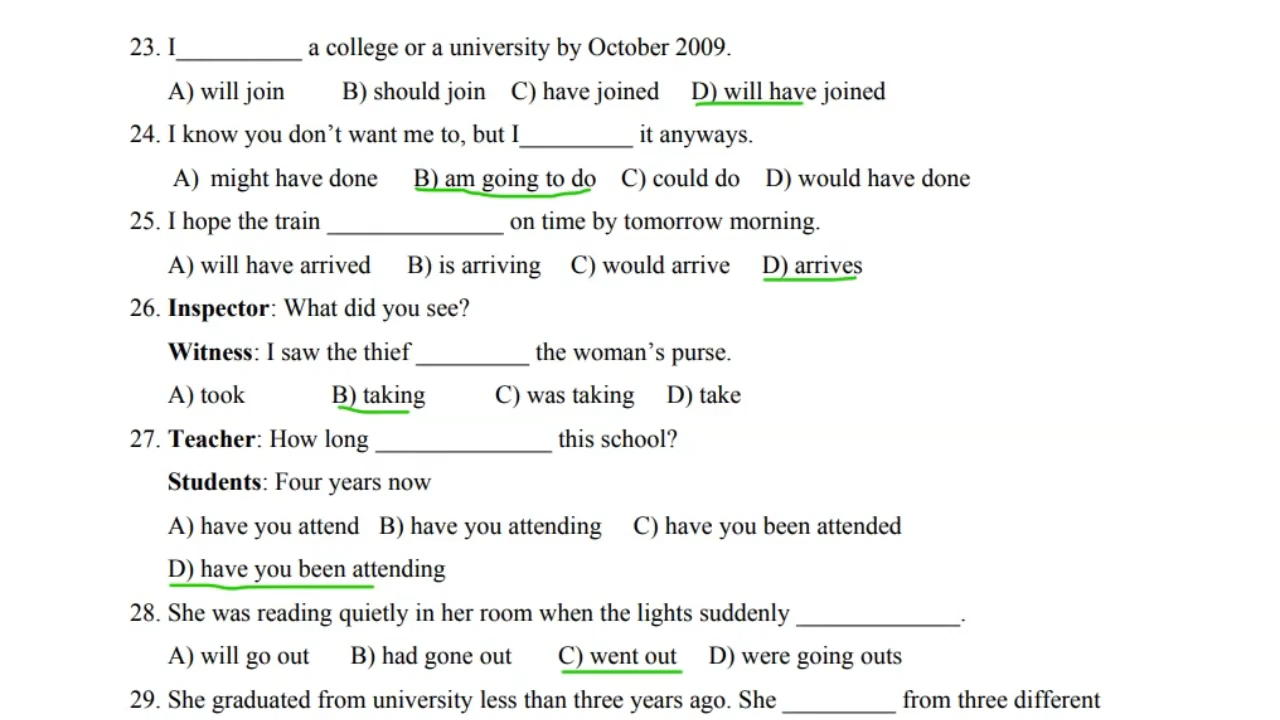 23. I__________ a college or a university by October 2009.
A) will join B) should join C) have joined D) will have joined
24. I know you don’t want me to, but I_________ it anyways.
A) might have done B) am going to do C) could do D) would have done
25. I hope the train ______________ on time by tomorrow morning.
A) will have arrived B) is arriving C) would arrive D) arrives
26. Inspector: What did you see?
Witness: I saw the thief _________ the woman’s purse.
A) took B) taking C) was taking D) take
27. Teacher: How long ______________ this school?
Students: Four years now
A) have you attend B) have you attending C) have you been attended
D) have you been attending
28. She was reading quietly in her room when the lights suddenly _____________.
A) will go out B) had gone out C) went out D) were going outs
29. She graduated from university less than three years ago. She _________ from three different